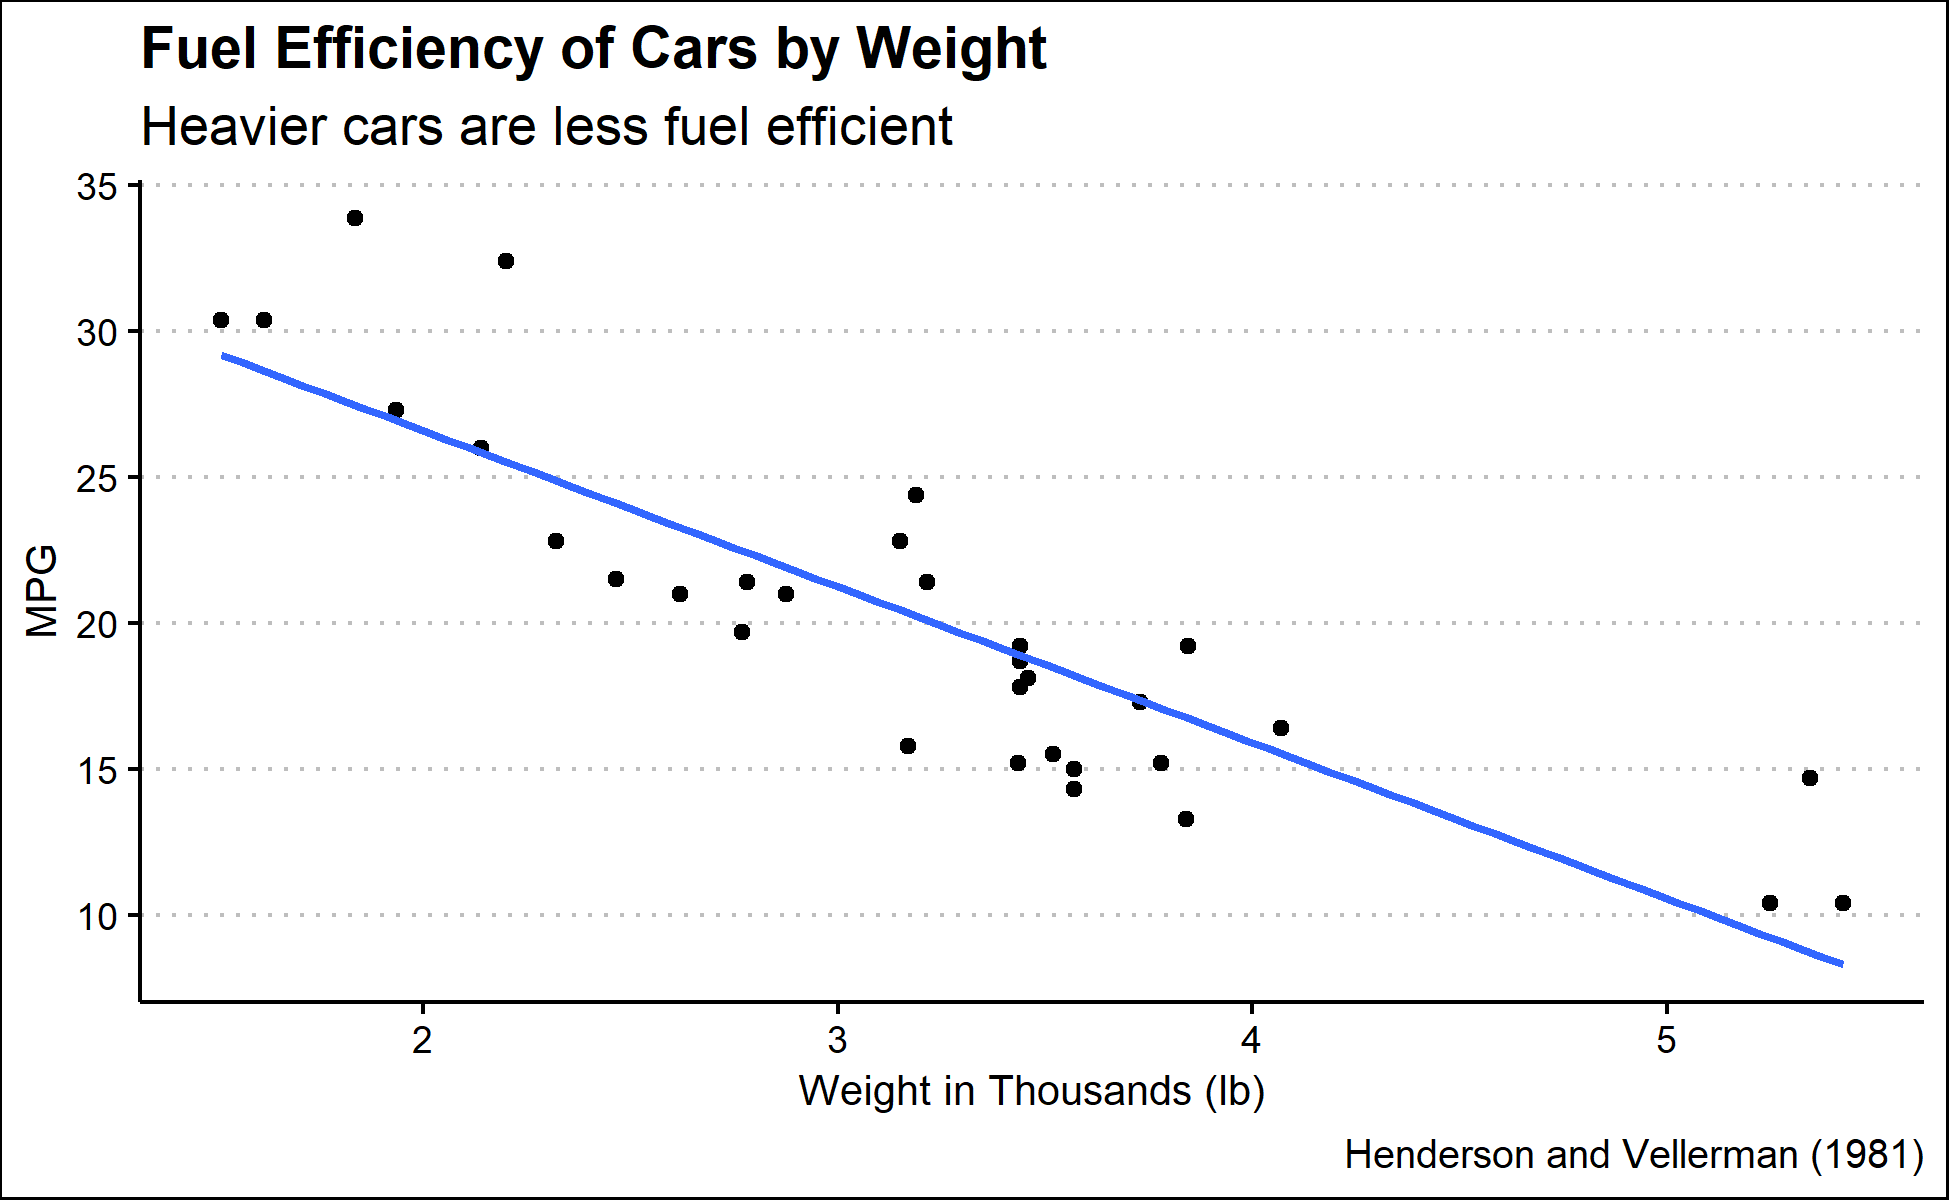 Fuel Efficiency of Cars by Weight
Heavier cars are less fuel efficient
35
30
25
20
15
10
MPG
2 3 4 5
Weight in Thousands (lb)
Henderson and Vellerman (1981)